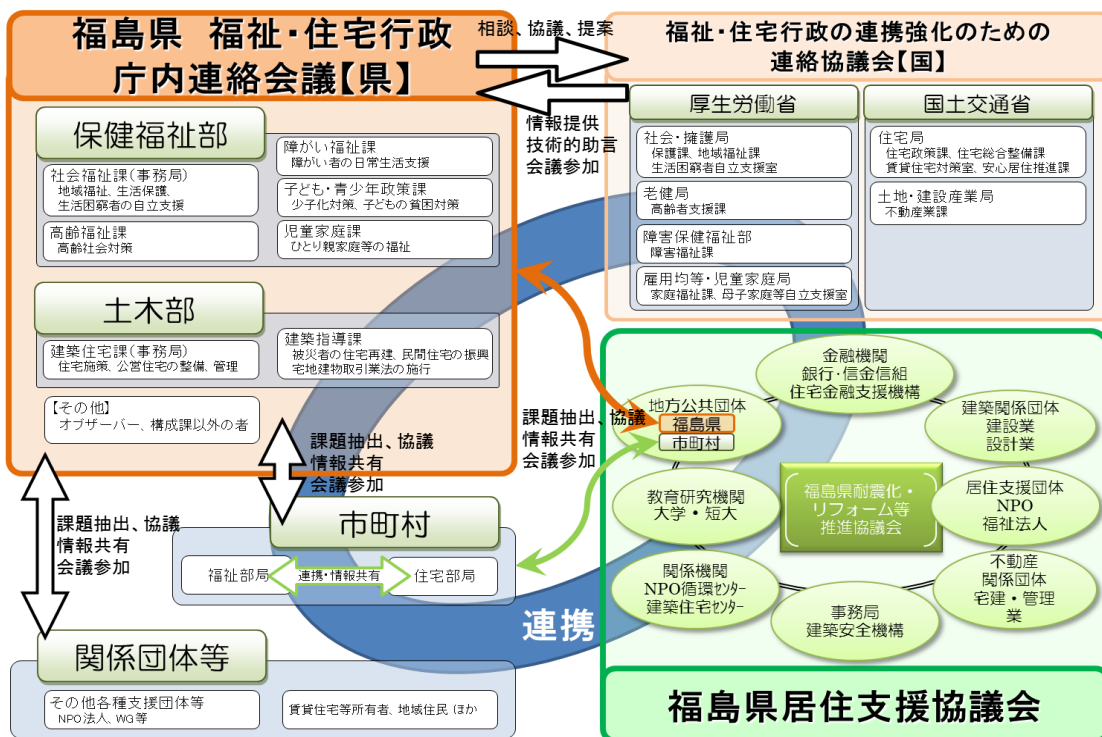 福島県 福祉・住宅行政
庁内連絡会議【県】
保健福祉部
社会福祉課(事務局)
地域福祉、生活保護、
生活困窮者の自立支援
高齢福祉課
高齢社会対策
障がい福祉課
障がい者の日常生活支援
子ども・青少年政策課
少子化対策、子どもの貧困対策
児童家庭課
ひとり親家庭等の福祉
土木部
建築住宅課(事務局)
住宅施策、公営住宅の整備、管理
建築指導課
被災者の住宅再建、民間住宅の振興
宅地建物取引業法の施行
【その他】
オブザーバー、構成課以外の者
相談、協議、提案
情報提供
技術的助言
会議参加
福祉・住宅行政の連携強化のための
連絡協議会【国】
厚生労働省
社会・擁護局
保護課、地域福祉課
生活困窮者自立支援室
老健局
高齢者支援課
障害保健福祉部
障害福祉課
雇用均等・児童家庭局
家庭福祉課、母子家庭等自立支援室
国土交通省
住宅局
住宅政策課、住宅総合整備課
賃貸住宅対策室、安心居住推進課
土地・建設産業局
不動産業課
課題抽出、協議
情報共有
会議参加
課題抽出、協議
情報共有
会議参加
課題抽出、協議
情報共有
会議参加
市町村
福祉部局
連携・情報共有
住宅部局
連携
関係団体等
その他各種支援団体等
NPO法人、WG等
賃貸住宅等所有者、地域住民 ほか
金融機関
銀行・信金信組
住宅金融支援機構
地方公共団体
福島県
市町村
建築関係団体
建設業
設計業
教育研究機関
大学・短大
福島県耐震化・
リフォーム等
推進協議会
居住支援団体
NPO
福祉法人
関係機関
NPO循環センター
建築住宅センター
事務局
建築安全機構
不動産
関係団体
宅建・管理
業
福島県居住支援協議会